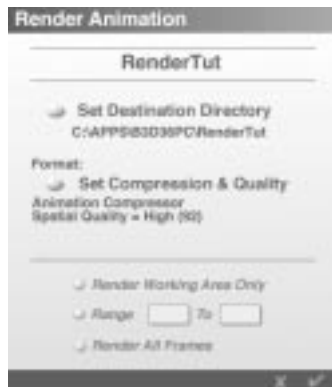 Render Animation
RenderTut
Set Destination Directory
C:\APPS\B3D36PC\RenderTut
Format:
Set Compression & Quality
Animation Compressor
Spatial Quality = High (92)
Render Working Area Only
Range To
Render All Frames